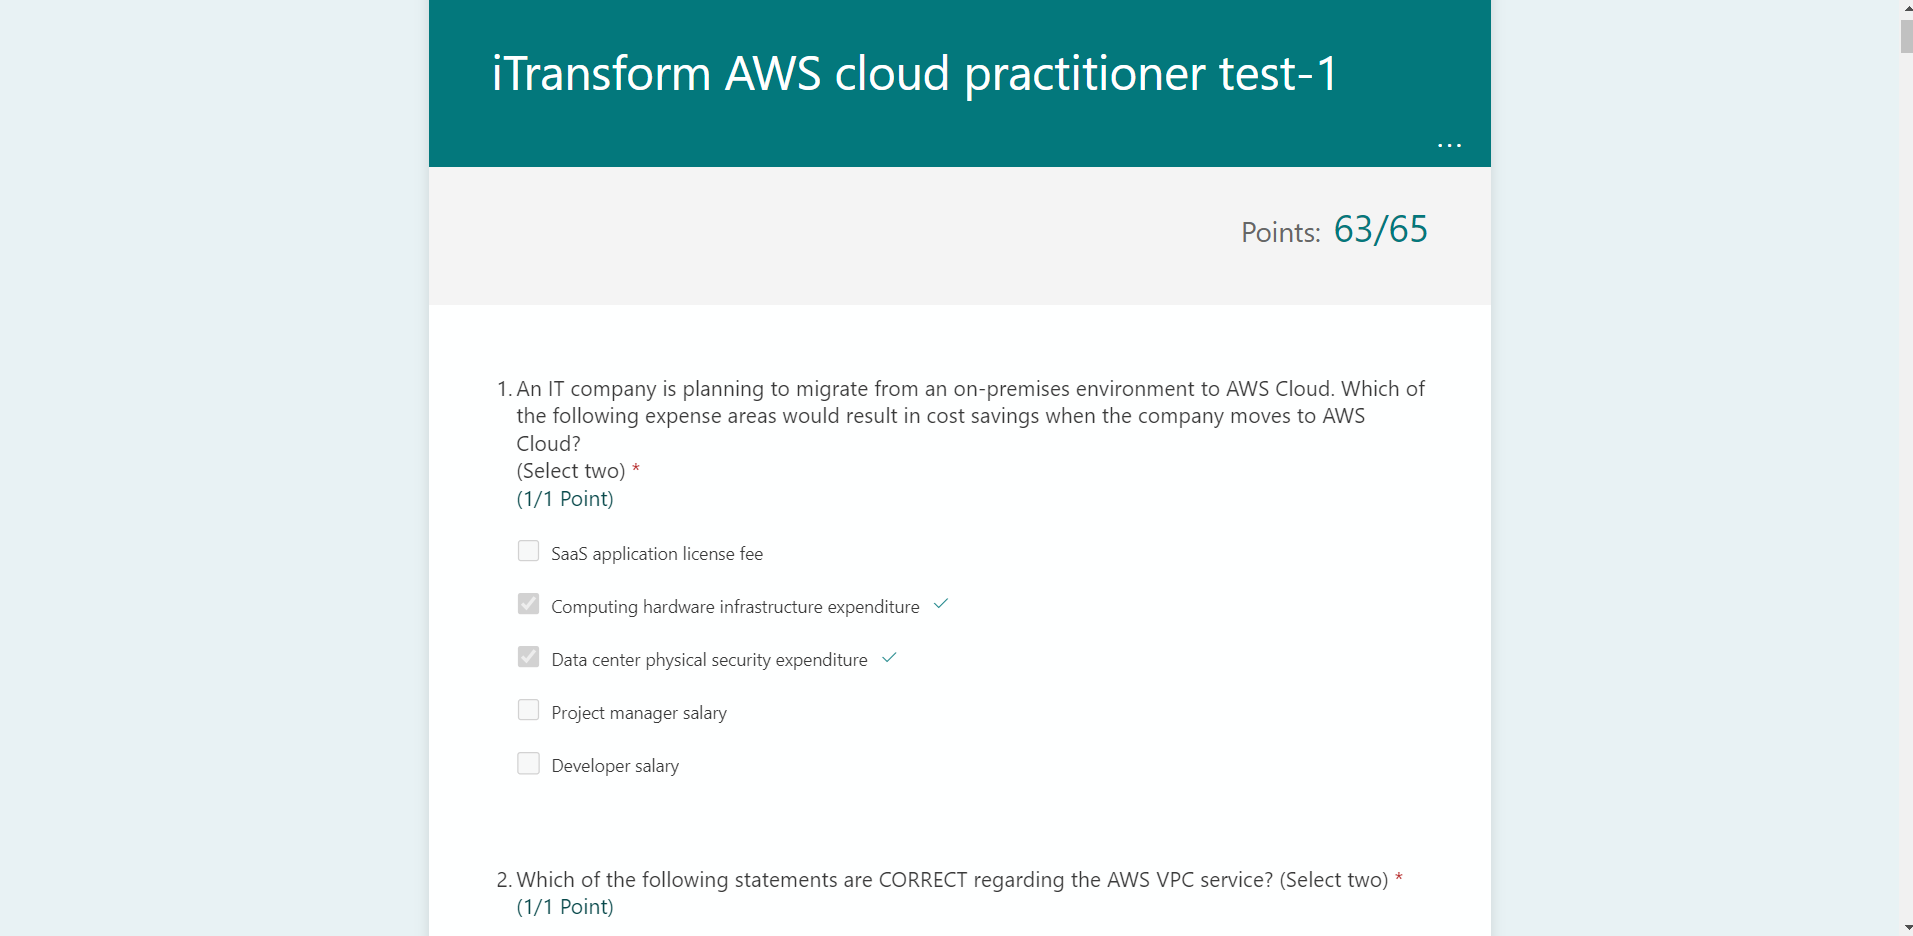 iTransform AWS cloud practitioner test-1
...
Points: 63/65
1. An IT company is planning to migrate from an on-premises environment to AWS Cloud. Which of
the following expense areas would result in cost savings when the company moves to AWS
Cloud?
(Select two) *
(1/1 Point)
SaaS application license fee
Computing hardware infrastructure expenditure
Data center physical security expenditure
Project manager salary
Developer salary
2. Which of the following statements are CORRECT regarding the AWS VPC service? (Select two) *
(1/1 Point)